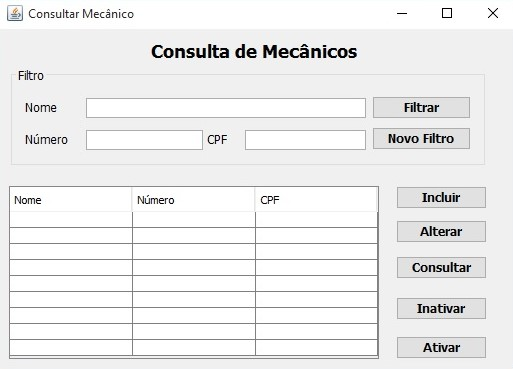 Consultar Mecânico
Consulta de Mecânicos
Filtro
Nome Filtrar
Número CPF Novo Filtro
Nome Número CPF
Incluir
Alterar
Consultar
Inativar
Ativar